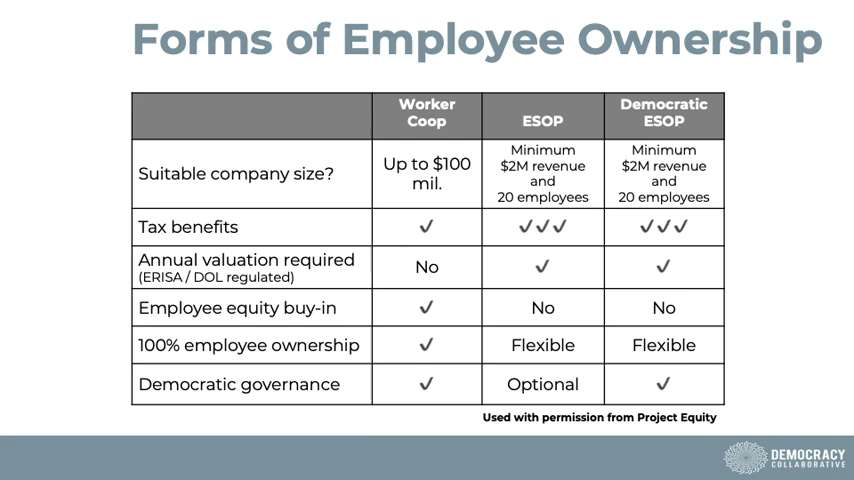 Forms of Employee Ownership
Worker
Coop
ESOP
Democratic
ESOP
Suitable company size?
Up to $100
mil.
Minimum
$2M revenue
and
20 employees
Minimum
$2M revenue
and
20 employees
Tax benefits
✓
✓✓✓
✓✓✓
Annual valuation required
(ERISA / DOL regulated)
No
✓
✓
Employee equity buy-in
✓
No
No
100% employee ownership
✓
Flexible
Flexible
Democratic governance
✓
Optional
✓
Used with permission from Project Equity
DEMOCRACY
COLLABORATIVE